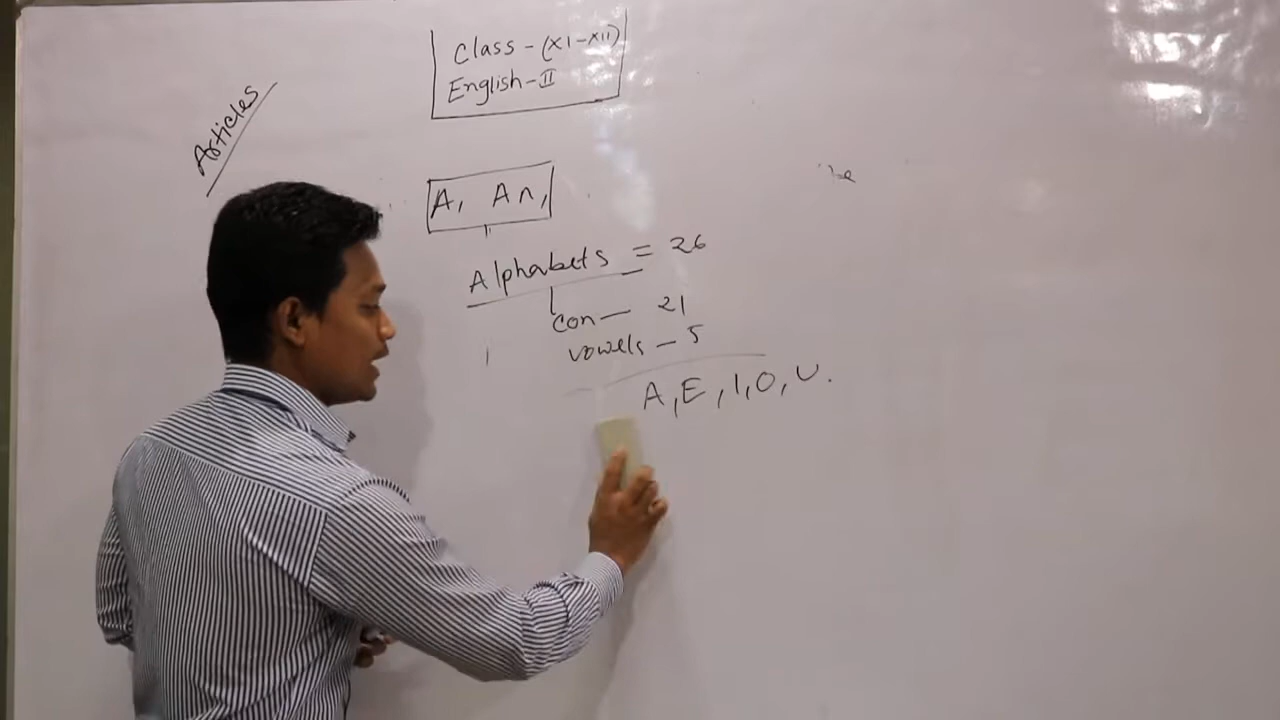 Class - (XI-XII)
English-II
Articles
A, An,
Alphabets = 26
con — 21
vowels — 5
A, E, I, O, U.